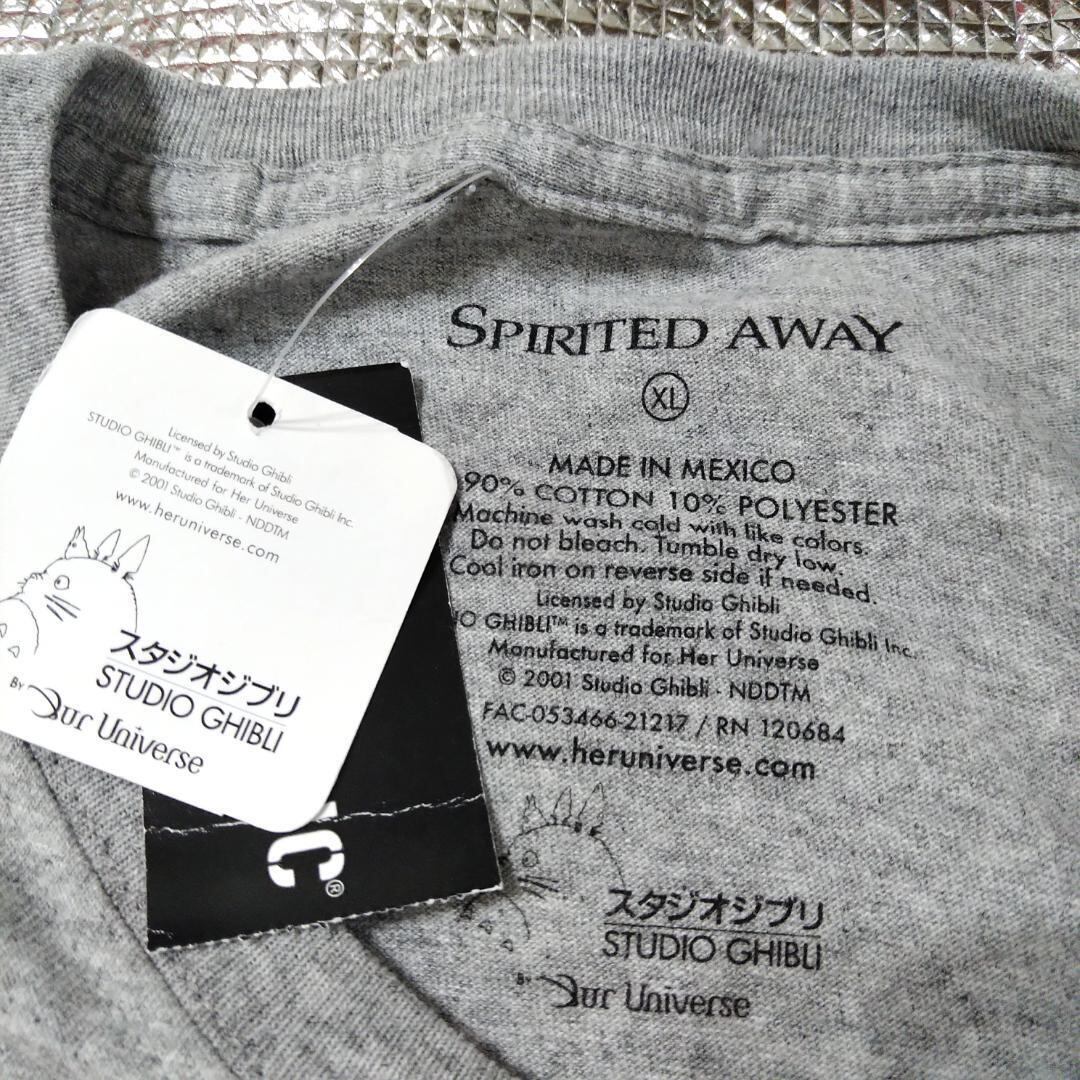 Licensed by Studio Ghibli
STUDIO GHIBLI™ is a trademark of Studio Ghibli Inc.
Manufactured for Her Universe
© 2001 Studio Ghibli - NDDTM
www.heruniverse.com
スタジオジブリ
STUDIO GHIBLI
BY Our Universe
C®
SPIRITED AWAY
XL
MADE IN MEXICO
90% COTTON 10% POLYESTER
Machine wash cold with like colors.
Do not bleach. Tumble dry low.
Cool iron on reverse side if needed.
Licensed by Studio Ghibli
O GHIBLI™ is a trademark of Studio Ghibli Inc.
Manufactured for Her Universe
© 2001 Studio Ghibli - NDDTM
FAC-053466-21217 / RN 120684
www.heruniverse.com
スタジオジブリ
STUDIO GHIBLI
BY Our Universe